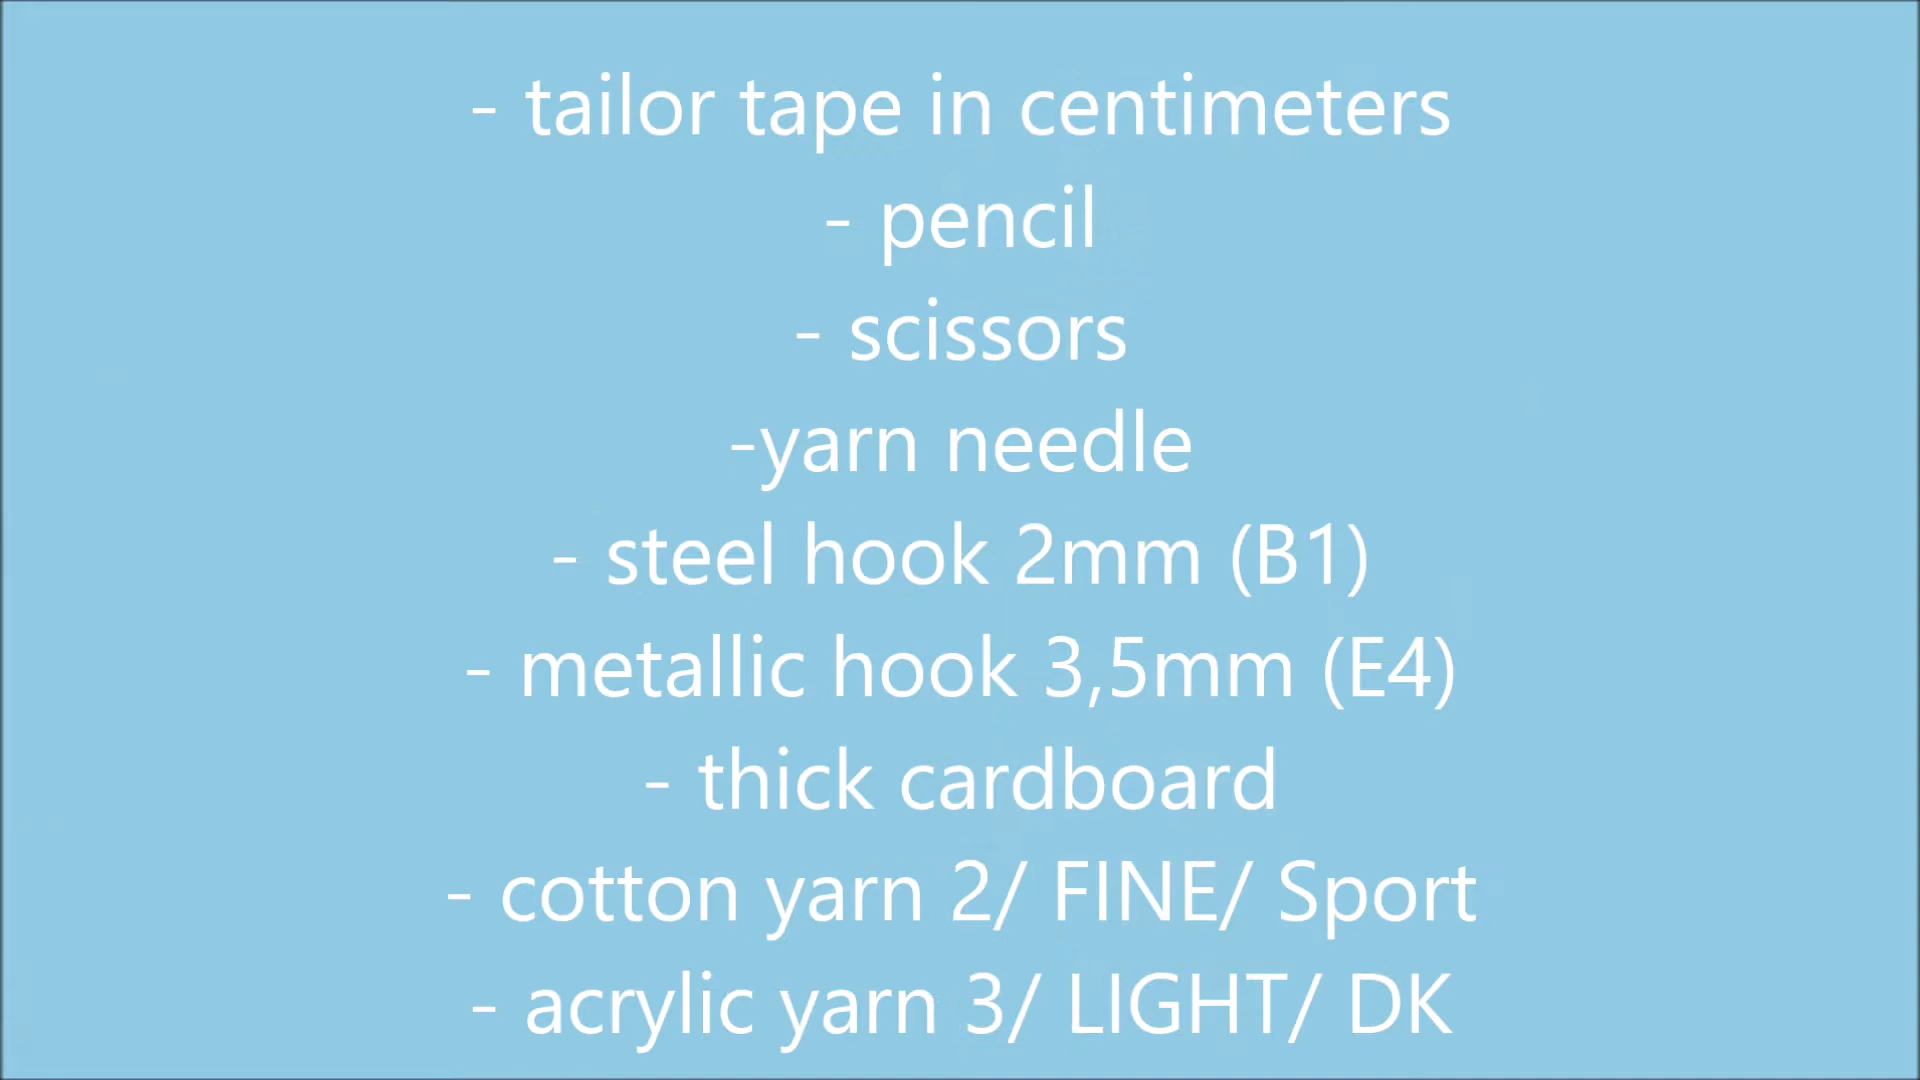 - tailor tape in centimeters
- pencil
- scissors
-yarn needle
- steel hook 2mm (B1)
- metallic hook 3,5mm (E4)
- thick cardboard
- cotton yarn 2/ FINE/ Sport
- acrylic yarn 3/ LIGHT/ DK